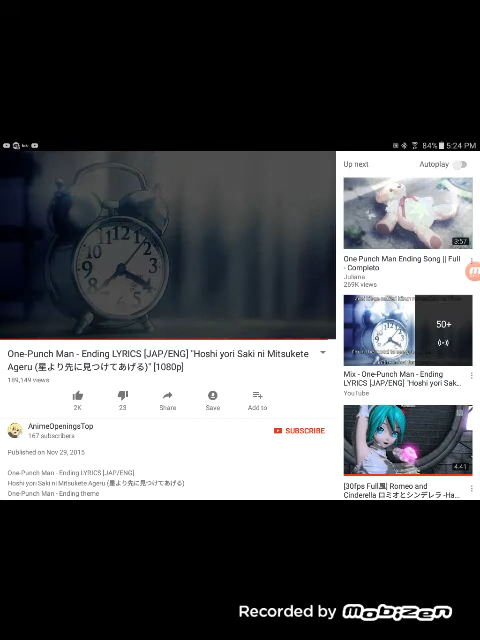 84% 5:24 PM
Up next Autoplay
12
3:57
One Punch Man Ending Song || Full
- Completo
Juliana
269K views
50+
Mix - One-Punch Man - Ending
LYRICS [JAP/ENG] "Hoshi yori Sak...
YouTube
4:41
[30fps Full風] Romeo and
Cinderella ロミオとシンデレラ -Ha...
One-Punch Man - Ending LYRICS [JAP/ENG] "Hoshi yori Saki ni Mitsukete
Ageru (星より先に見つけてあげる)" [1080p]
189,149 views
2K 23 Share Save Add to
AnimeOpeningsTop
167 subscribers
SUBSCRIBE
Published on Nov 29, 2015
One-Punch Man - Ending LYRICS [JAP/ENG]
Hoshi yori Saki ni Mitsukete Ageru (星より先に見つけてあげる)
One-Punch Man - Ending theme
Recorded by Mobizen